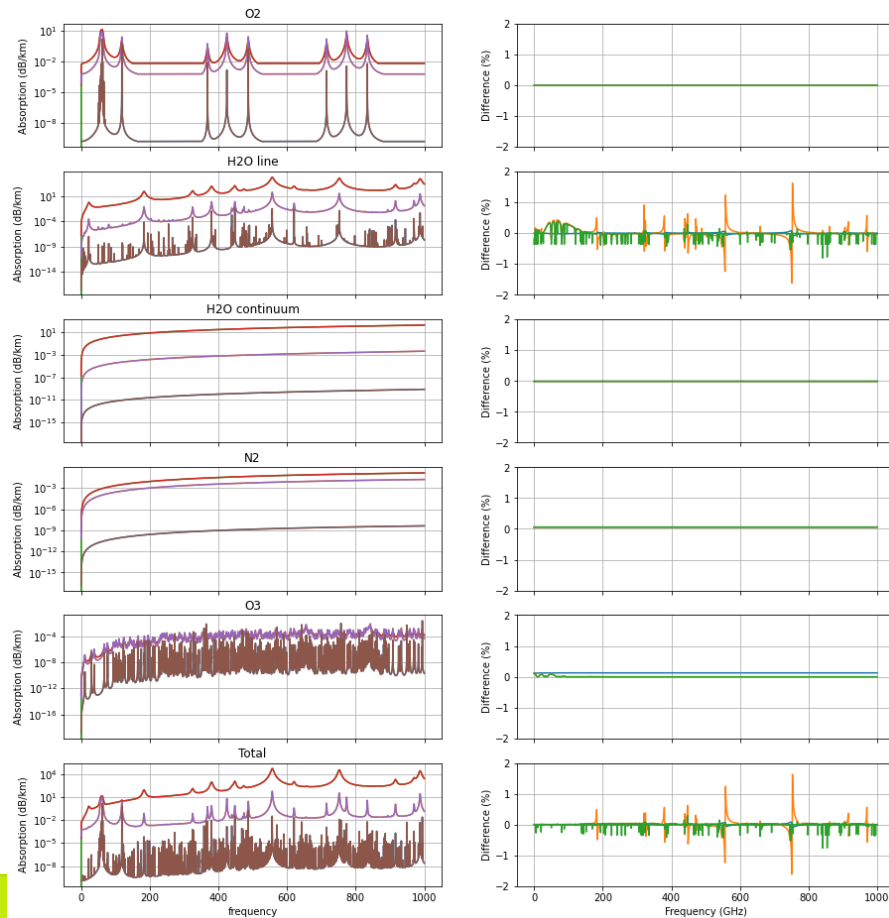 O2
Absorption (dB/km)
10^1
10^-2
10^-5
10^-8
Difference (%)
2
1
0
−1
−2
H2O line
Absorption (dB/km)
10^1
10^-4
10^-9
10^-14
Difference (%)
2
1
0
−1
−2
H2O continuum
Absorption (dB/km)
10^1
10^-3
10^-7
10^-11
10^-15
Difference (%)
2
1
0
−1
−2
N2
Absorption (dB/km)
10^-3
10^-6
10^-9
10^-12
10^-15
Difference (%)
2
1
0
−1
−2
O3
Absorption (dB/km)
10^-4
10^-8
10^-12
10^-16
Difference (%)
2
1
0
−1
−2
Total
Absorption (dB/km)
10^4
10^1
10^-2
10^-5
10^-8
0 200 400 600 800 1000
frequency
Difference (%)
2
1
0
−1
−2
0 200 400 600 800 1000
Frequency (GHz)